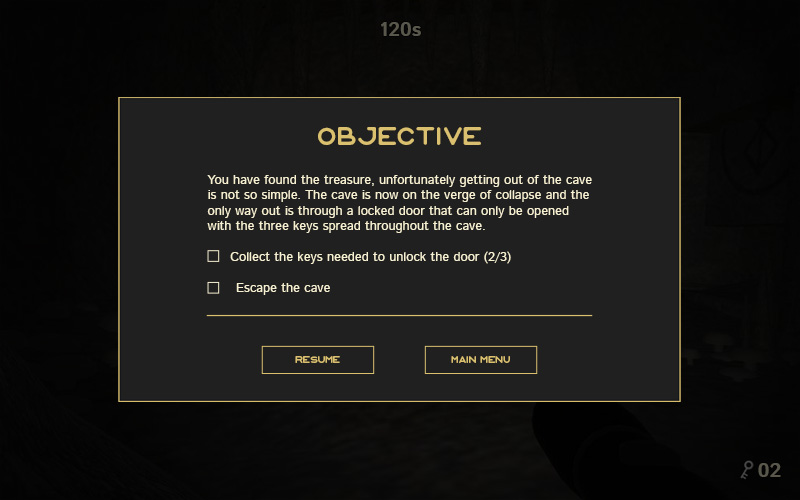 120s
OBJECTIVE
You have found the treasure, unfortunately getting out of the cave
is not so simple. The cave is now on the verge of collapse and the
only way out is through a locked door that can only be opened
with the three keys spread throughout the cave.
Collect the keys needed to unlock the door (2/3)
Escape the cave
RESUME
MAIN MENU
02